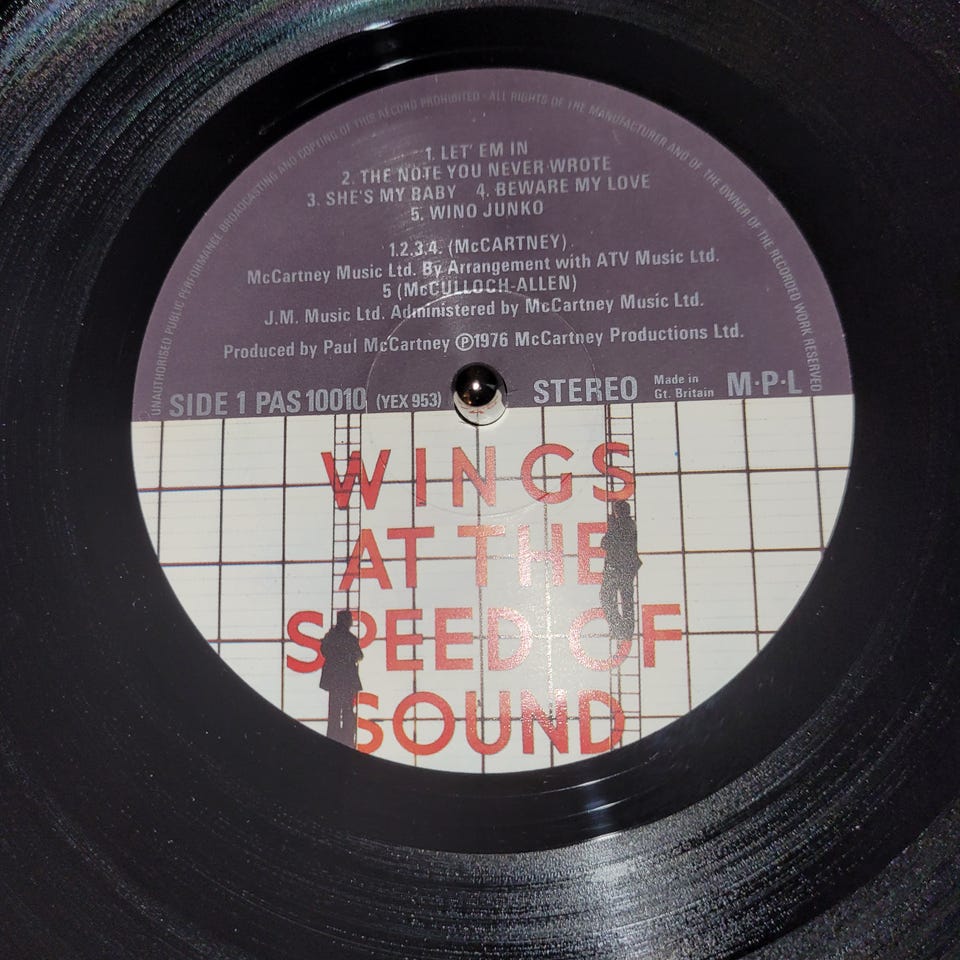 UNAUTHORISED PUBLIC PERFORMANCE BROADCASTING AND COPYING OF THIS RECORD PROHIBITED - ALL RIGHTS OF THE MANUFACTURER AND OF THE OWNER OF THE RECORDED WORK RESERVED
1. LET' EM IN
2. THE NOTE YOU NEVER WROTE
3. SHE'S MY BABY 4. BEWARE MY LOVE
5. WINO JUNKO
1.2.3.4. (McCARTNEY)
McCartney Music Ltd. By Arrangement with ATV Music Ltd.
5 (McCULLOCH-ALLEN)
J.M. Music Ltd. Administered by McCartney Music Ltd.
Produced by Paul McCartney ℗1976 McCartney Productions Ltd.
SIDE 1 PAS 10010 (YEX 953) STEREO Made in Gt. Britain M·P·L
WINGS
AT THE
SPEED OF
SOUND